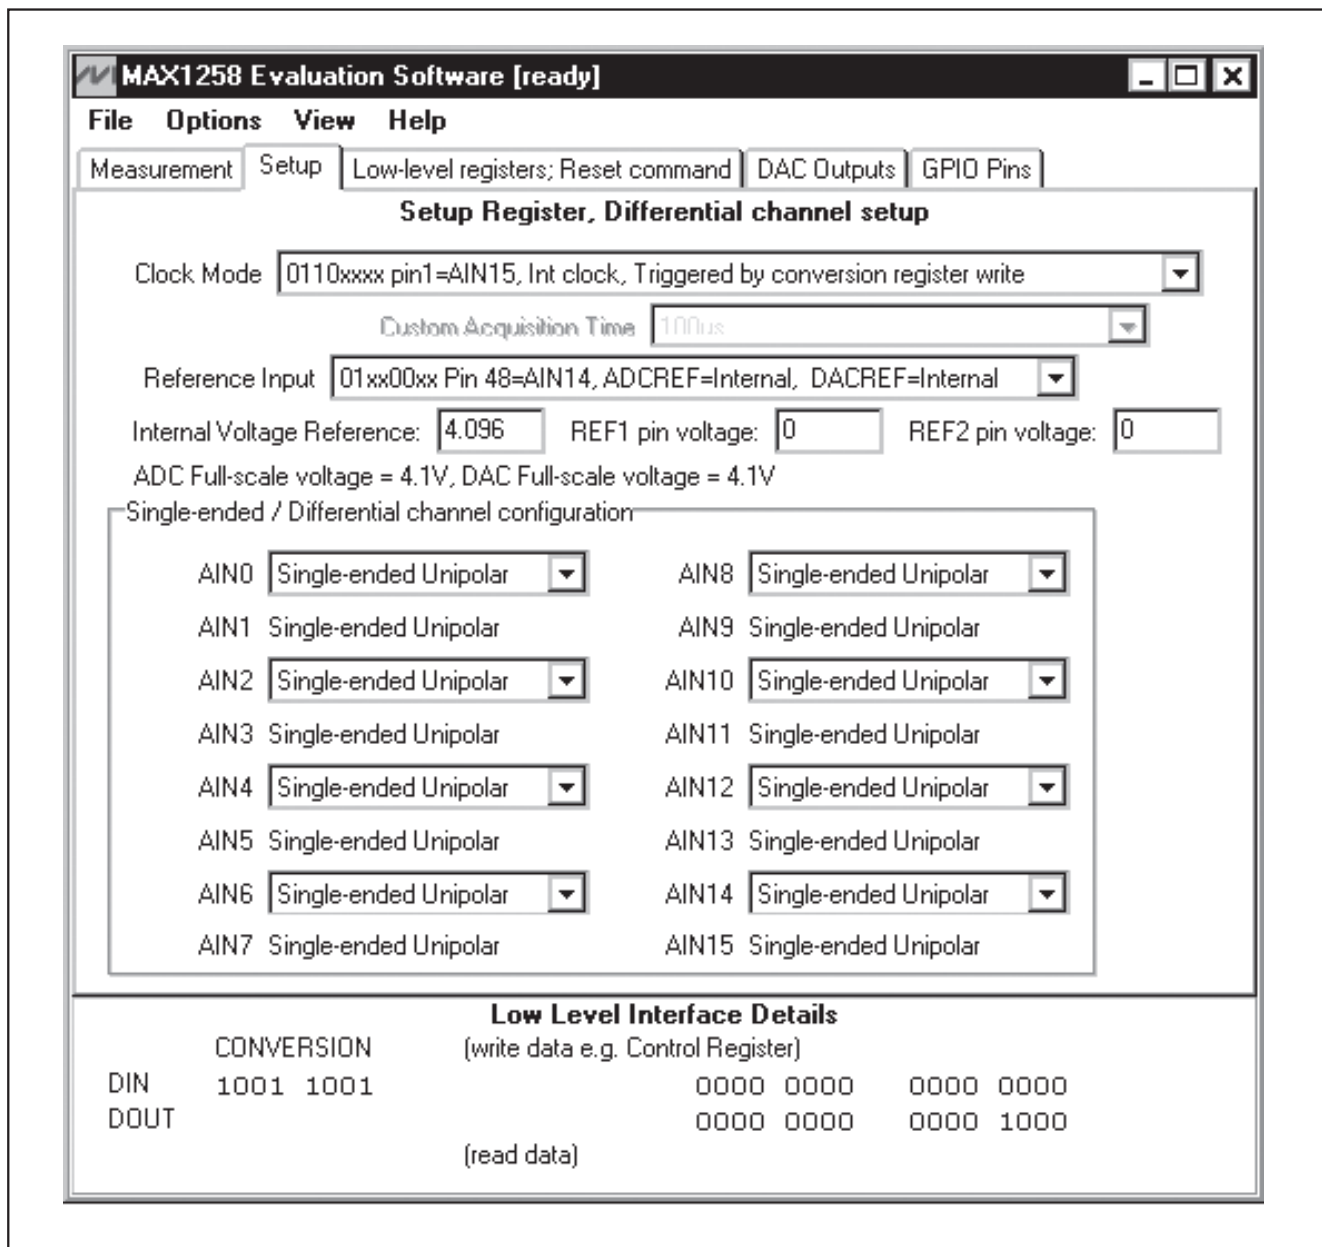 MAX1258 Evaluation Software [ready]
File Options View Help
Measurement Setup Low-level registers; Reset command DAC Outputs GPIO Pins
Setup Register, Differential channel setup
Clock Mode 0110xxxx pin1=AIN15, Int clock, Triggered by conversion register write
Custom Acquisition Time 100us
Reference Input 01xx00xx Pin 48=AIN14, ADCREF=Internal, DACREF=Internal
Internal Voltage Reference: 4.096 REF1 pin voltage: 0 REF2 pin voltage: 0
ADC Full-scale voltage = 4.1V, DAC Full-scale voltage = 4.1V
Single-ended / Differential channel configuration
AIN0 Single-ended Unipolar AIN8 Single-ended Unipolar
AIN1 Single-ended Unipolar AIN9 Single-ended Unipolar
AIN2 Single-ended Unipolar AIN10 Single-ended Unipolar
AIN3 Single-ended Unipolar AIN11 Single-ended Unipolar
AIN4 Single-ended Unipolar AIN12 Single-ended Unipolar
AIN5 Single-ended Unipolar AIN13 Single-ended Unipolar
AIN6 Single-ended Unipolar AIN14 Single-ended Unipolar
AIN7 Single-ended Unipolar AIN15 Single-ended Unipolar
Low Level Interface Details
CONVERSION (write data e.g. Control Register)
DIN 1001 1001 0000 0000 0000 0000
DOUT 0000 0000 0000 1000
(read data)